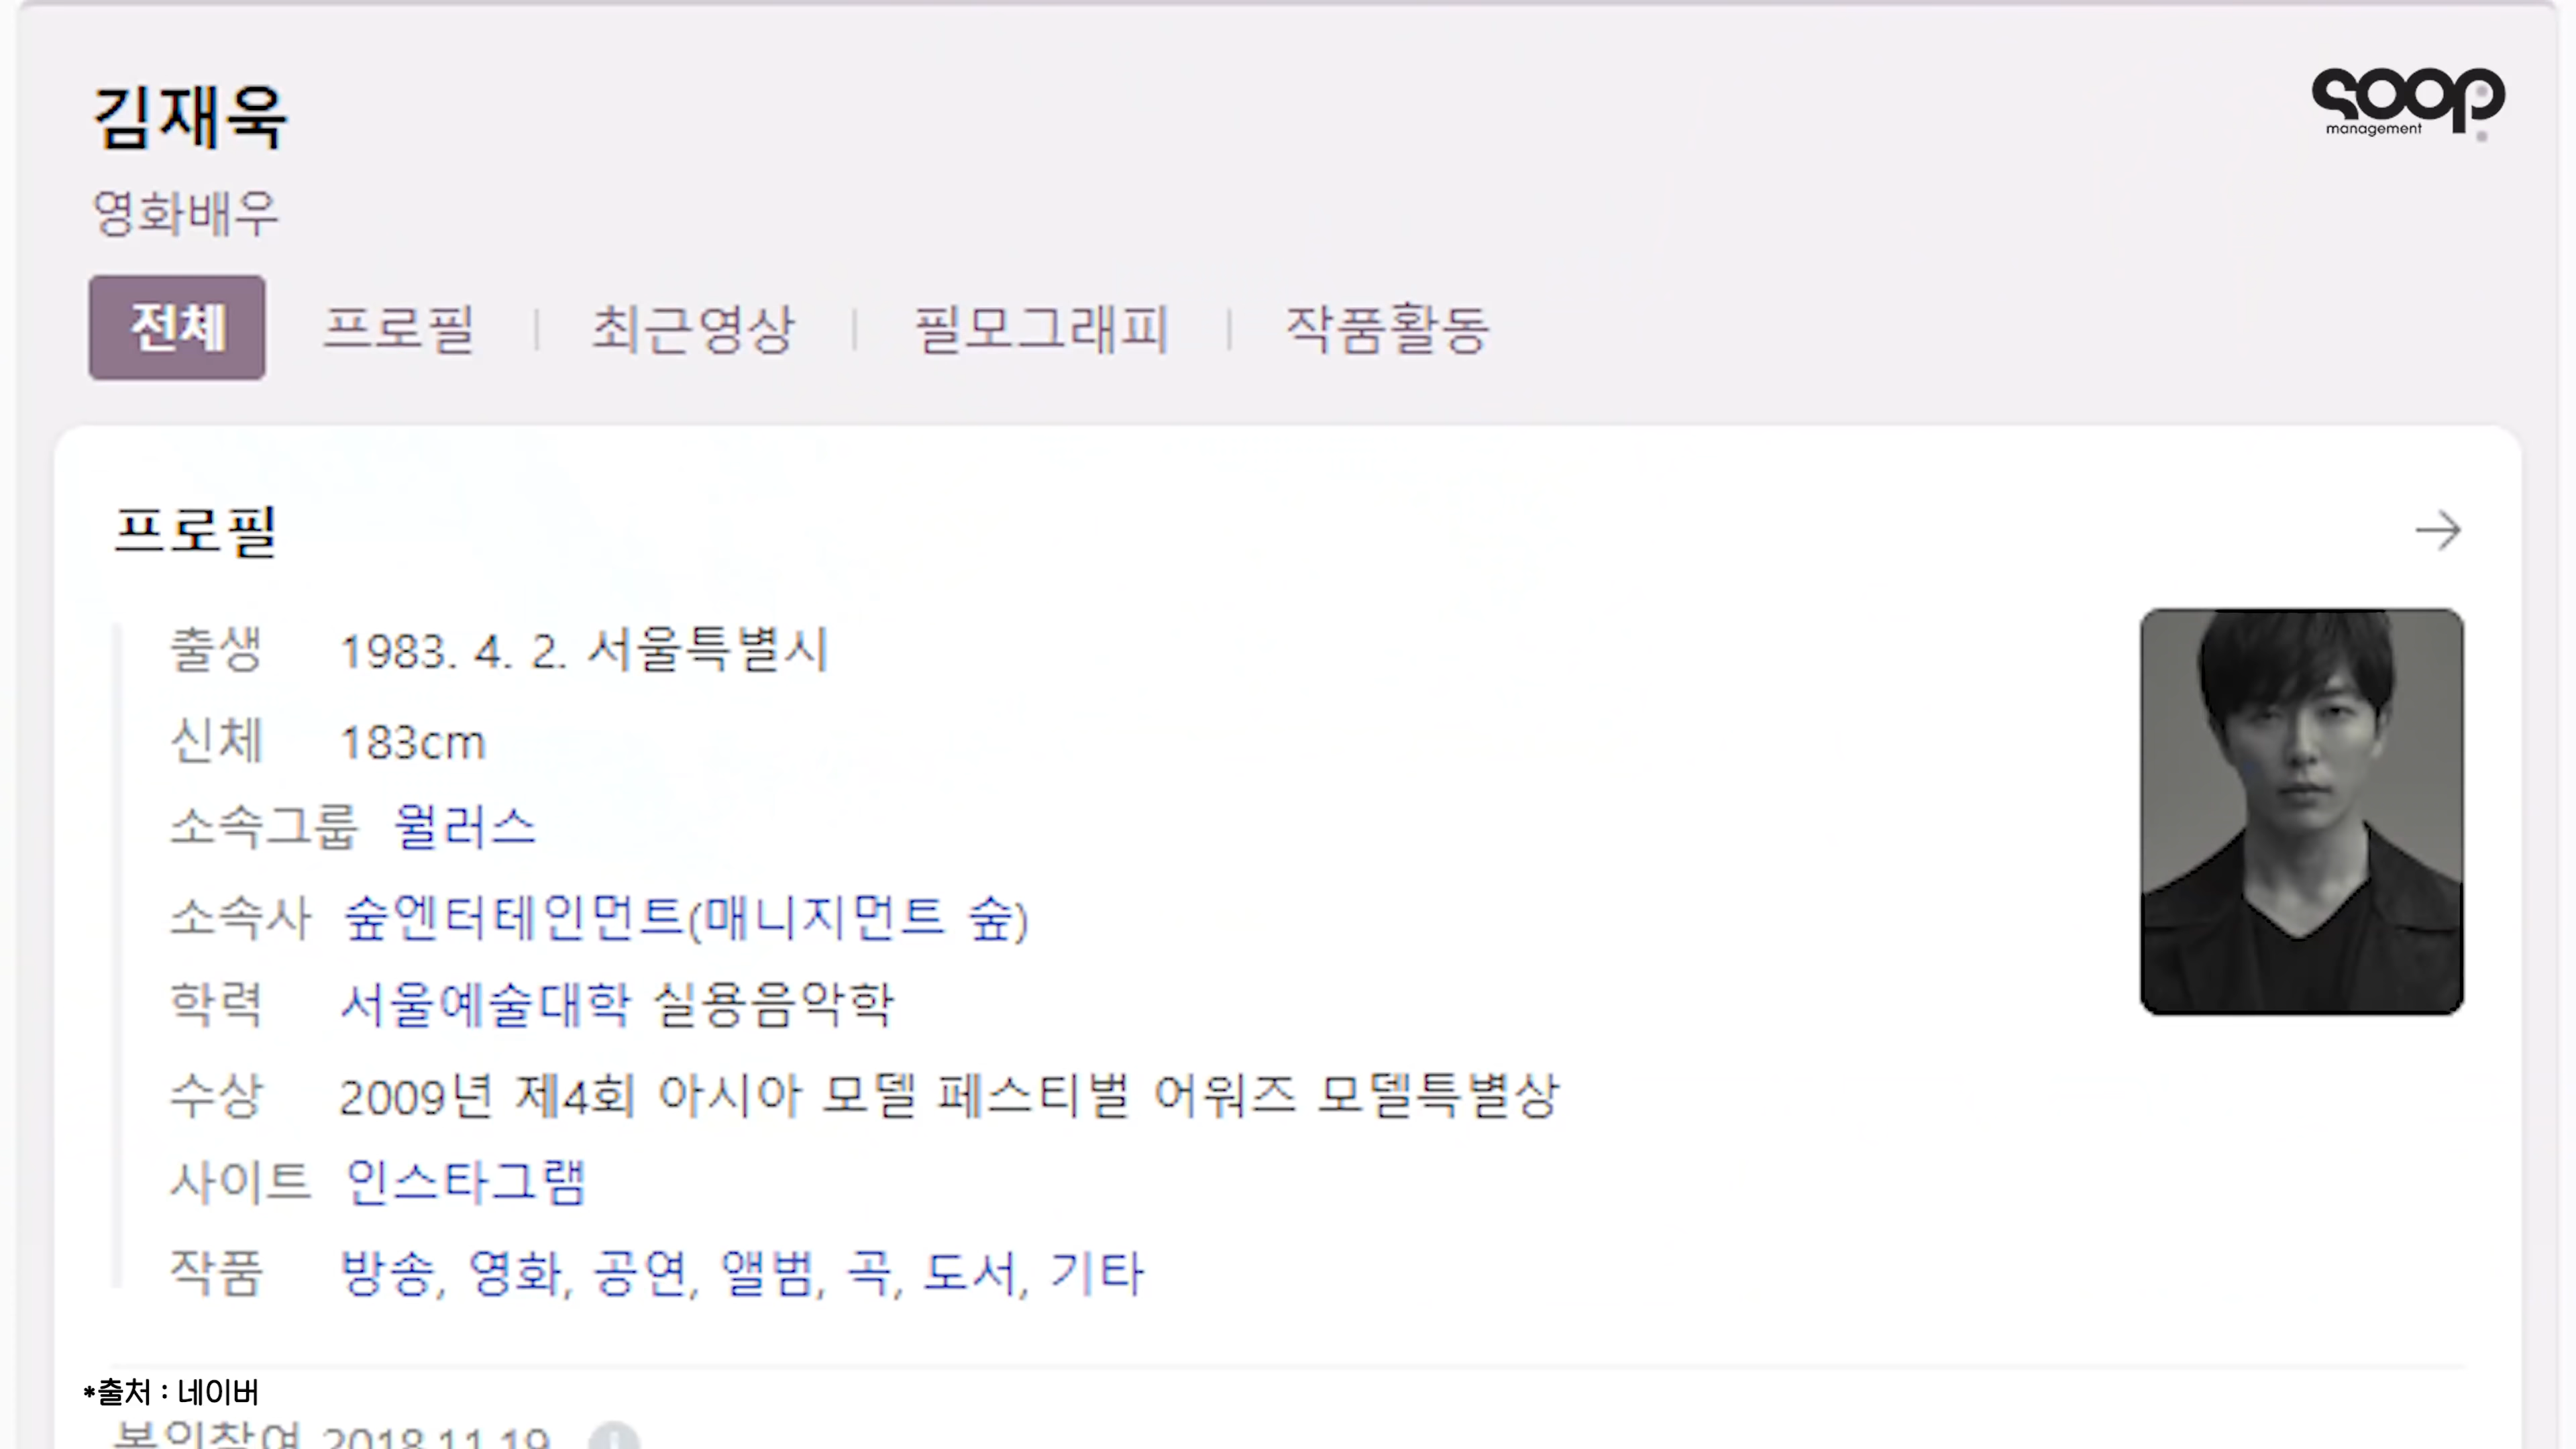 김재욱
soop
management
영화배우
전체 프로필 최근영상 필모그래피 작품활동
프로필
출생 1983. 4. 2. 서울특별시
신체 183cm
소속그룹 월러스
소속사 숲엔터테인먼트(매니지먼트 숲)
학력 서울예술대학 실용음악학
수상 2009년 제4회 아시아 모델 페스티벌 어워즈 모델특별상
사이트 인스타그램
작품 방송, 영화, 공연, 앨범, 곡, 도서, 기타
*출처 : 네이버
본인참여 2018.11.19